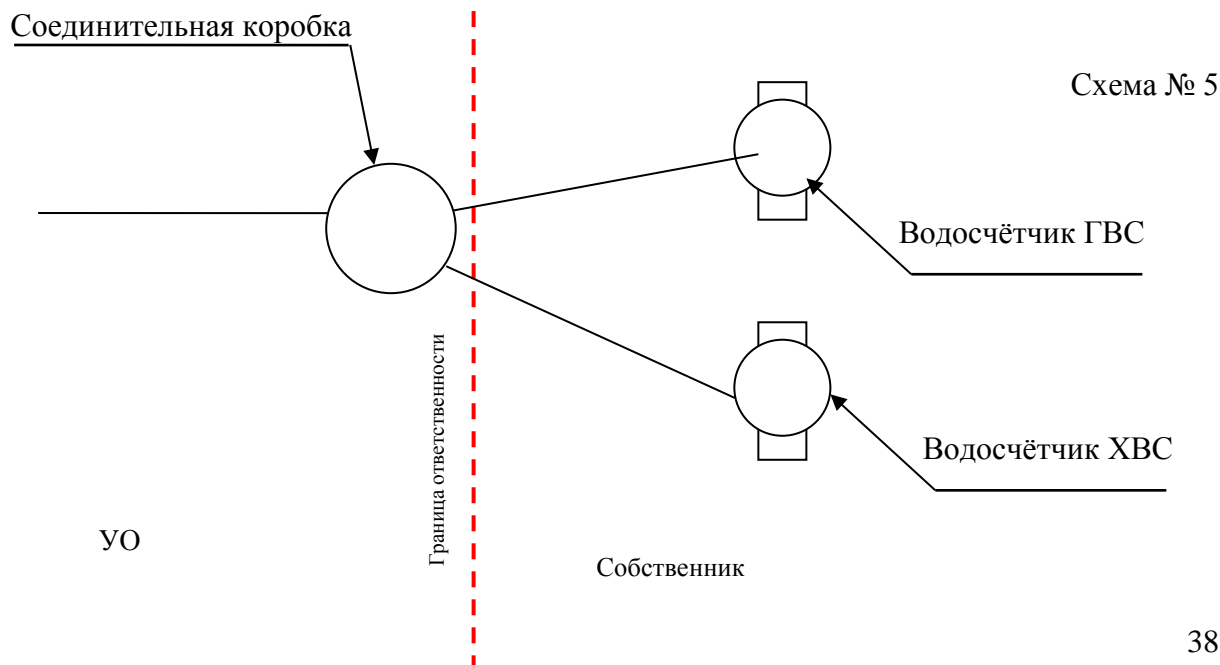 Соединительная коробка
Схема № 5
Водосчётчик ГВС
Граница ответственности
Водосчётчик ХВС
УО
Собственник
38